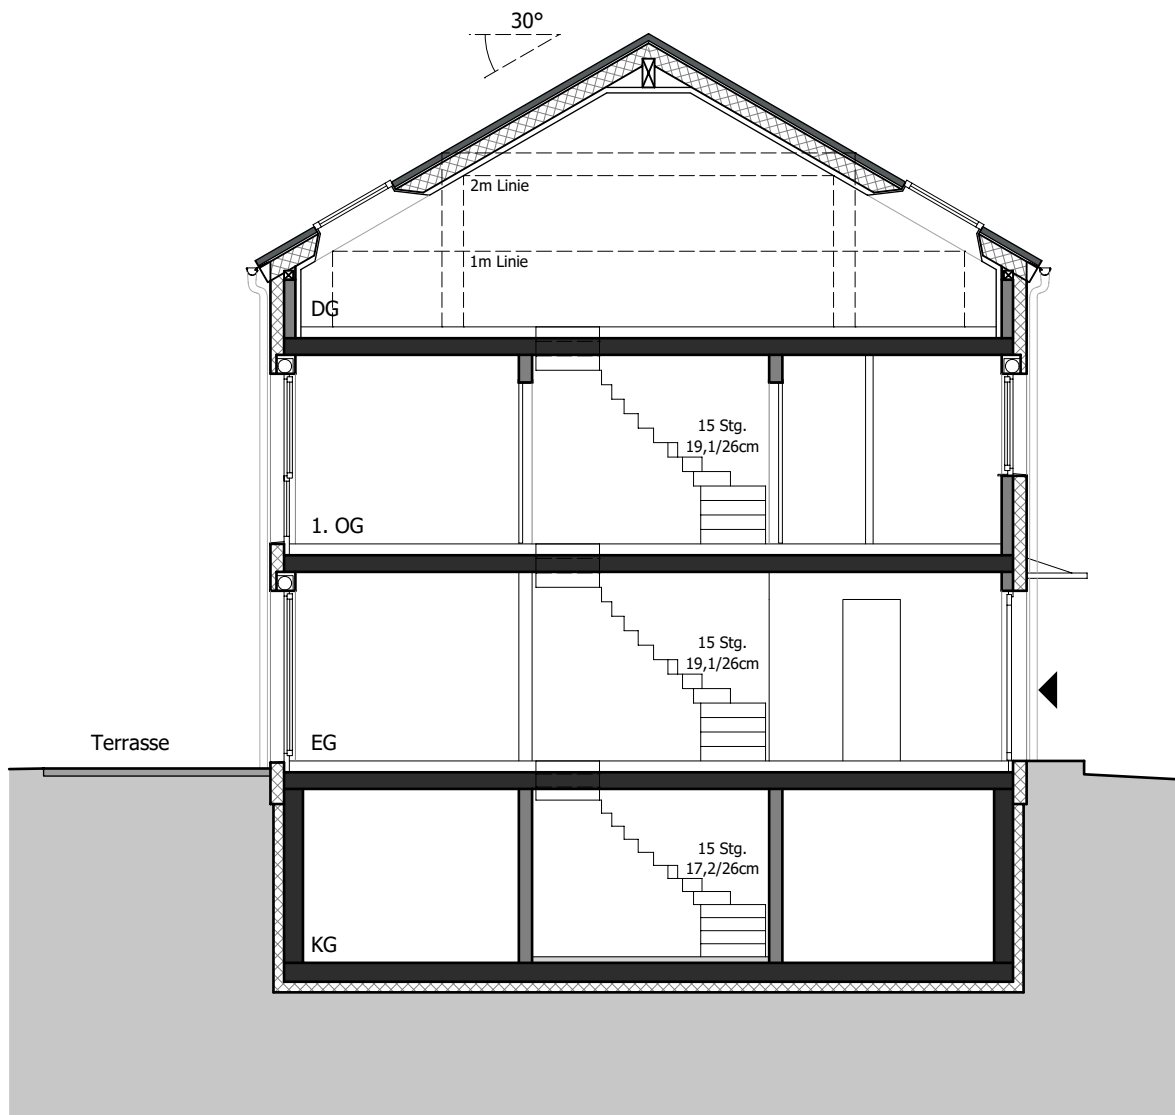 30°
2m Linie
1m Linie
DG
15 Stg.
19,1/26cm
1. OG
15 Stg.
19,1/26cm
Terrasse
EG
15 Stg.
17,2/26cm
KG